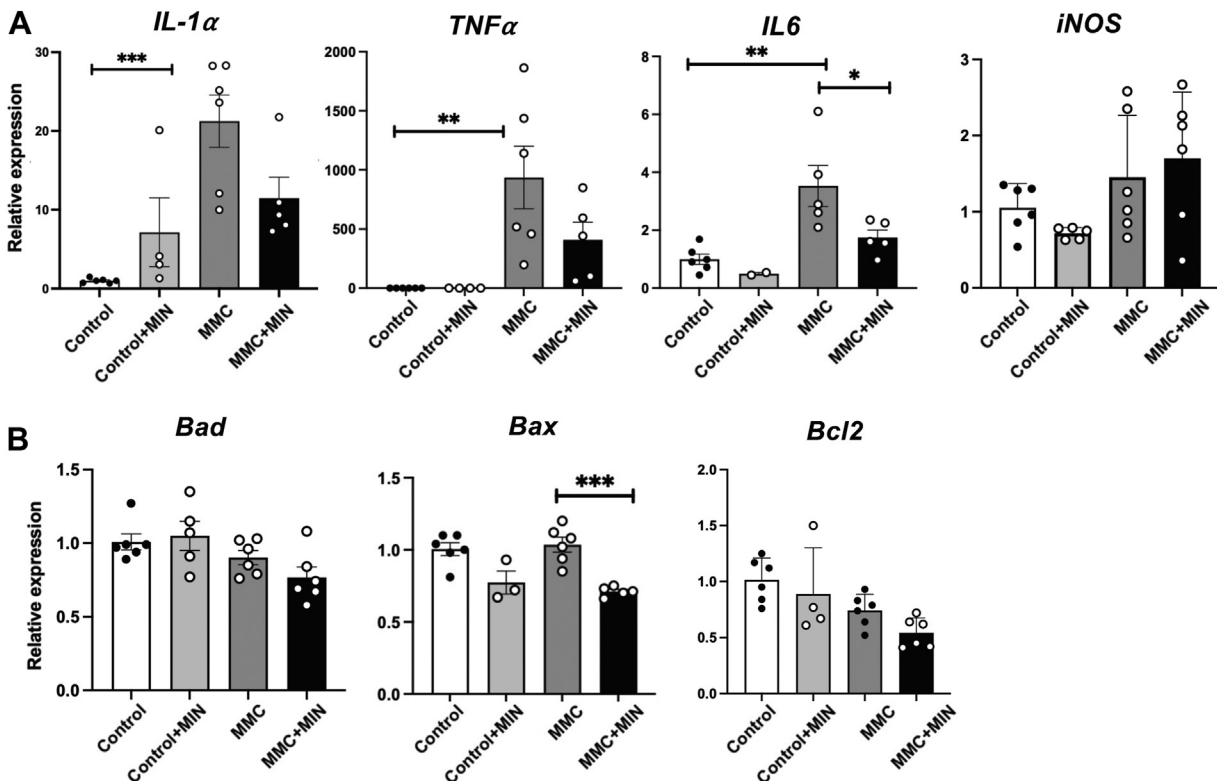 A
IL-1α
TNFα
IL6
iNOS
Relative expression
30
20
10
0
***
Control
Control+MIN
MMC
MMC+MIN
2000
1500
1000
500
0
**
Control
Control+MIN
MMC
MMC+MIN
8
6
4
2
0
**
*
Control
Control+MIN
MMC
MMC+MIN
3
2
1
0
Control
Control+MIN
MMC
MMC+MIN
B
Bad
Bax
Bcl2
Relative expression
1.5
1.0
0.5
0.0
Control
Control+MIN
MMC
MMC+MIN
1.5
1.0
0.5
0.0
***
Control
Control+MIN
MMC
MMC+MIN
2.0
1.5
1.0
0.5
0.0
Control
Control+MIN
MMC
MMC+MIN